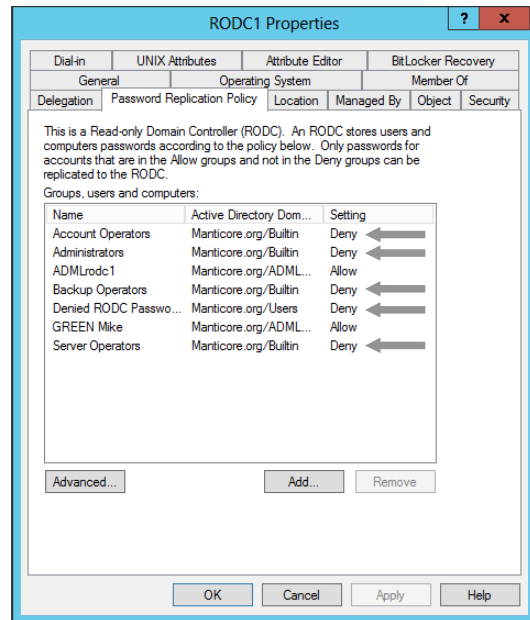 RODC1 Properties
? x
Dial-in UNIX Attributes Attribute Editor BitLocker Recovery
General Operating System Member Of
Delegation Password Replication Policy Location Managed By Object Security
This is a Read-only Domain Controller (RODC). An RODC stores users and
computers passwords according to the policy below. Only passwords for
accounts that are in the Allow groups and not in the Deny groups can be
replicated to the RODC.
Groups, users and computers:
Name Active Directory Dom... Setting
Account Operators Manticore.org/Builtin Deny
Administrators Manticore.org/Builtin Deny
ADMLrodc1 Manticore.org/ADML... Allow
Backup Operators Manticore.org/Builtin Deny
Denied RODC Passwo... Manticore.org/Users Deny
GREEN Mike Manticore.org/ADML... Allow
Server Operators Manticore.org/Builtin Deny
Advanced... Add... Remove
OK Cancel Apply Help